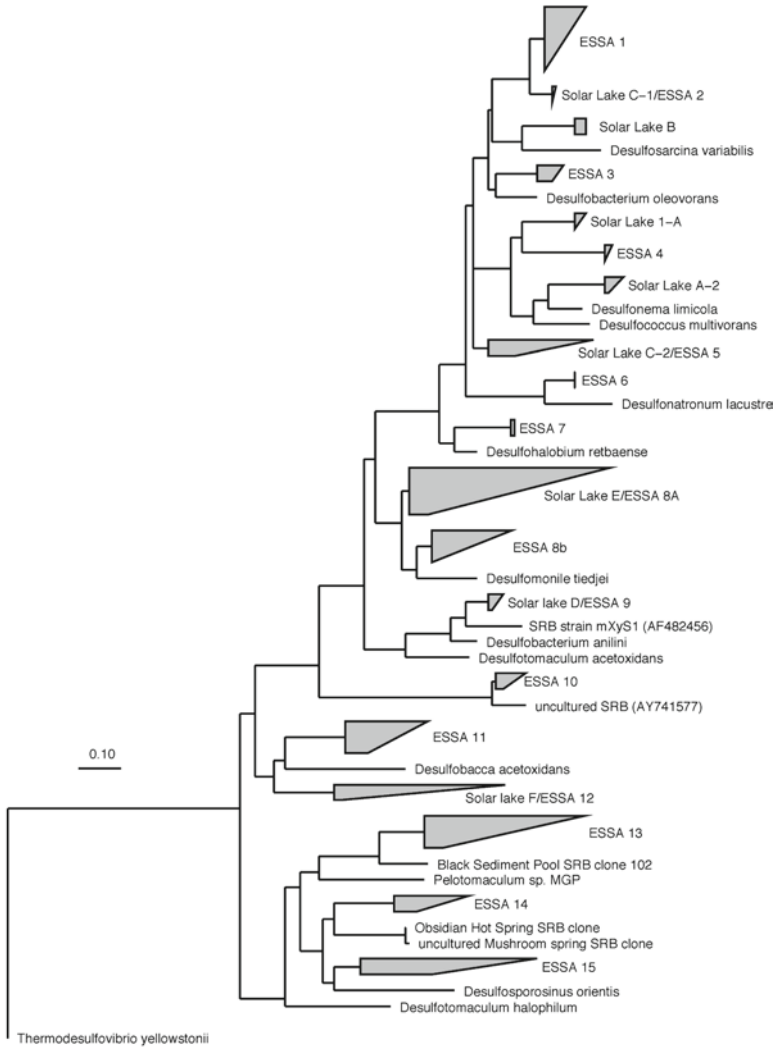 ESSA 1
Solar Lake C-1/ESSA 2
Solar Lake B
Desulfosarcina variabilis
ESSA 3
Desulfobacterium oleovorans
Solar Lake 1-A
ESSA 4
Solar Lake A-2
Desulfonema limicola
Desulfococcus multivorans
Solar Lake C-2/ESSA 5
ESSA 6
Desulfonatronum lacustre
ESSA 7
Desulfohalobium retbaense
Solar Lake E/ESSA 8A
ESSA 8b
Desulfomonile tiedjei
Solar lake D/ESSA 9
SRB strain mXyS1 (AF482456)
Desulfobacterium anilini
Desulfotomaculum acetoxidans
ESSA 10
uncultured SRB (AY741577)
ESSA 11
0.10
Desulfobacca acetoxidans
Solar lake F/ESSA 12
ESSA 13
Black Sediment Pool SRB clone 102
Pelotomaculum sp. MGP
ESSA 14
Obsidian Hot Spring SRB clone
uncultured Mushroom spring SRB clone
ESSA 15
Desulfosporosinus orientis
Desulfotomaculum halophilum
Thermodesulfovibrio yellowstonii